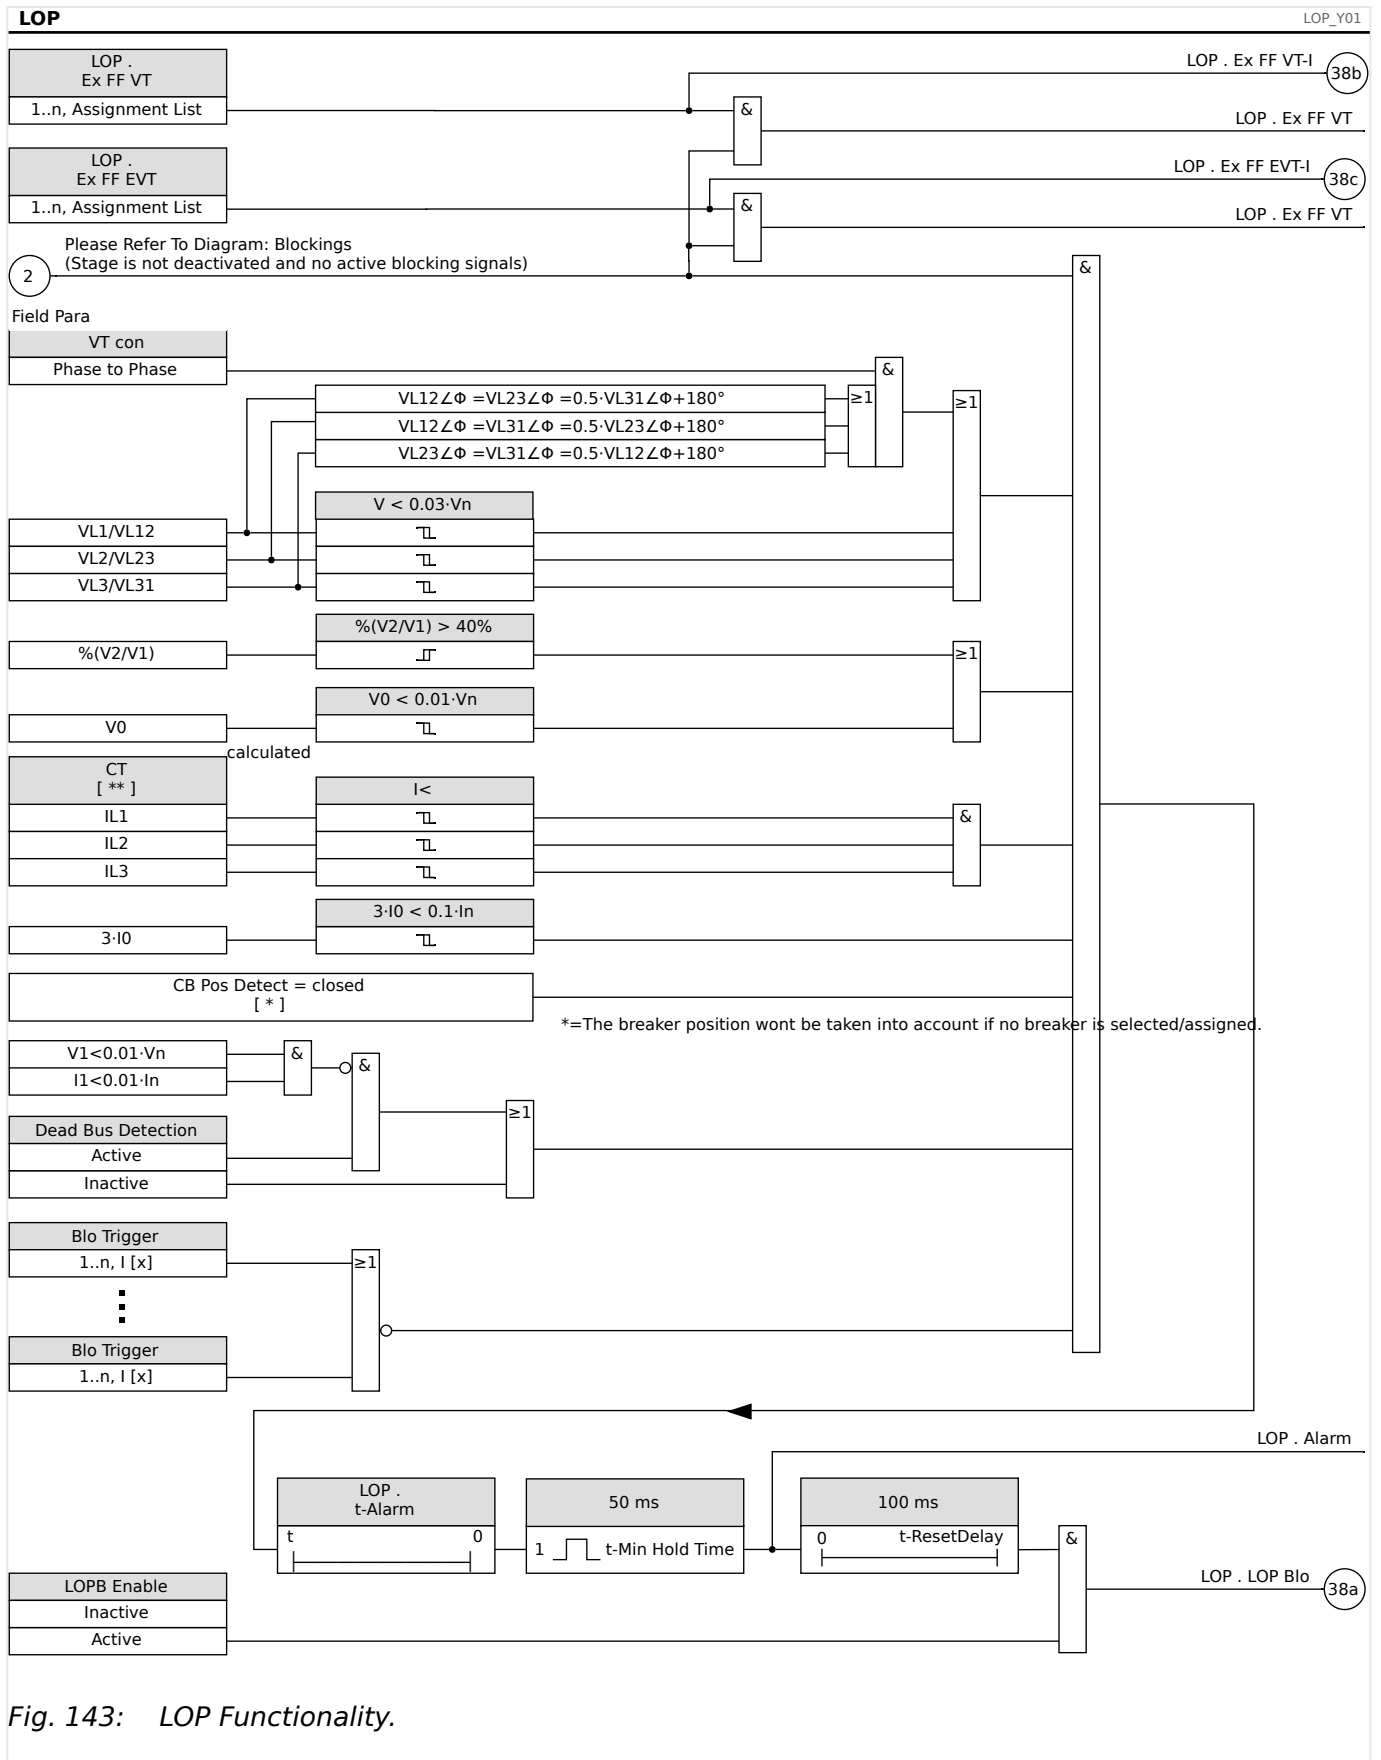 LOP
LOP_Y01
LOP .
Ex FF VT
1..n, Assignment List
LOP . Ex FF VT-I
38b
&
LOP . Ex FF VT
LOP .
Ex FF EVT
1..n, Assignment List
LOP . Ex FF EVT-I
38c
&
LOP . Ex FF VT
Please Refer To Diagram: Blockings
(Stage is not deactivated and no active blocking signals)
2
&
Field Para
VT con
Phase to Phase
&
VL12∠Φ =VL23∠Φ =0.5·VL31∠Φ+180°
≥1
≥1
VL12∠Φ =VL31∠Φ =0.5·VL23∠Φ+180°
VL23∠Φ =VL31∠Φ =0.5·VL12∠Φ+180°
V < 0.03·Vn
VL1/VL12
VL2/VL23
VL3/VL31
%(V2/V1) > 40%
%(V2/V1)
≥1
V0 < 0.01·Vn
V0
calculated
CT
[ ** ]
I<
IL1
&
IL2
IL3
3·I0 < 0.1·In
3·I0
CB Pos Detect = closed
[ * ]
*=The breaker position wont be taken into account if no breaker is selected/assigned.
V1<0.01·Vn
&
&
I1<0.01·In
≥1
Dead Bus Detection
Active
Inactive
Blo Trigger
1..n, I [x]
≥1
Blo Trigger
1..n, I [x]
LOP . Alarm
LOP .
t-Alarm
50 ms
100 ms
t
0
1
t-Min Hold Time
0
t-ResetDelay
&
LOPB Enable
Inactive
Active
LOP . LOP Blo
38a
Fig. 143: LOP Functionality.